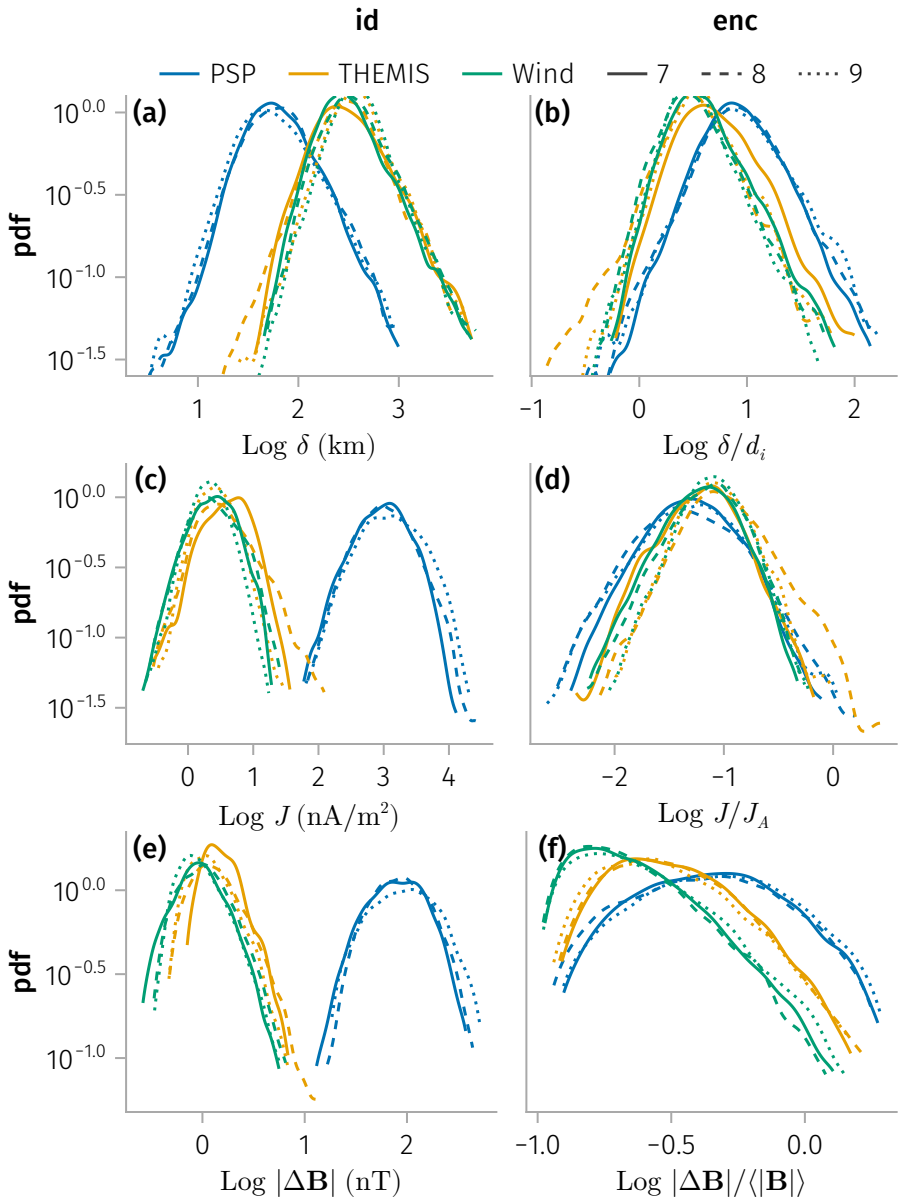 id enc
PSP THEMIS Wind 7 8 9
(a) (b)
pdf
10^0.0
10^−0.5
10^−1.0
10^−1.5
1 2 3
−1 0 1 2
Log δ (km) Log δ/d_i
(c) (d)
pdf
10^0.0
10^−0.5
10^−1.0
10^−1.5
0 1 2 3 4
−2 −1 0
Log J (nA/m²) Log J/J_A
(e) (f)
pdf
10^0.0
10^−0.5
10^−1.0
0 1 2
−1.0 −0.5 0.0
Log |ΔB| (nT) Log |ΔB|/⟨|B|⟩